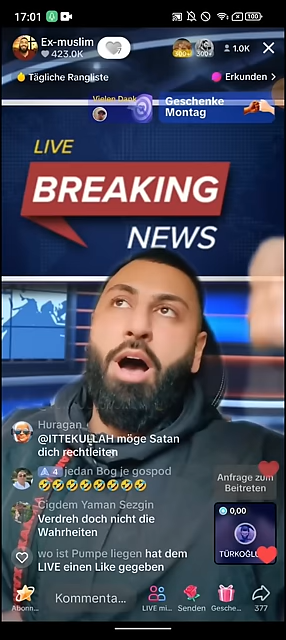 17:01
100
Ex-muslim
423.0K
300+
300+
1.0K
Tägliche Rangliste
Erkunden
Vielen Dank
Geschenke
Montag
LIVE
BREAKING
NEWS
Huragan
@ITTEKULLAH möge Satan
dich rechtleiten
4 jedan Bog je gospod
Cigdem Yaman Sezgin
Verdreh doch nicht die
Wahrheiten
wo ist Pumpe liegen hat dem
LIVE einen Like gegeben
Anfrage zum
Beitreten
0,00
Abonn...
Kommenta...
LIVE mi...
Senden
Gesche...
377